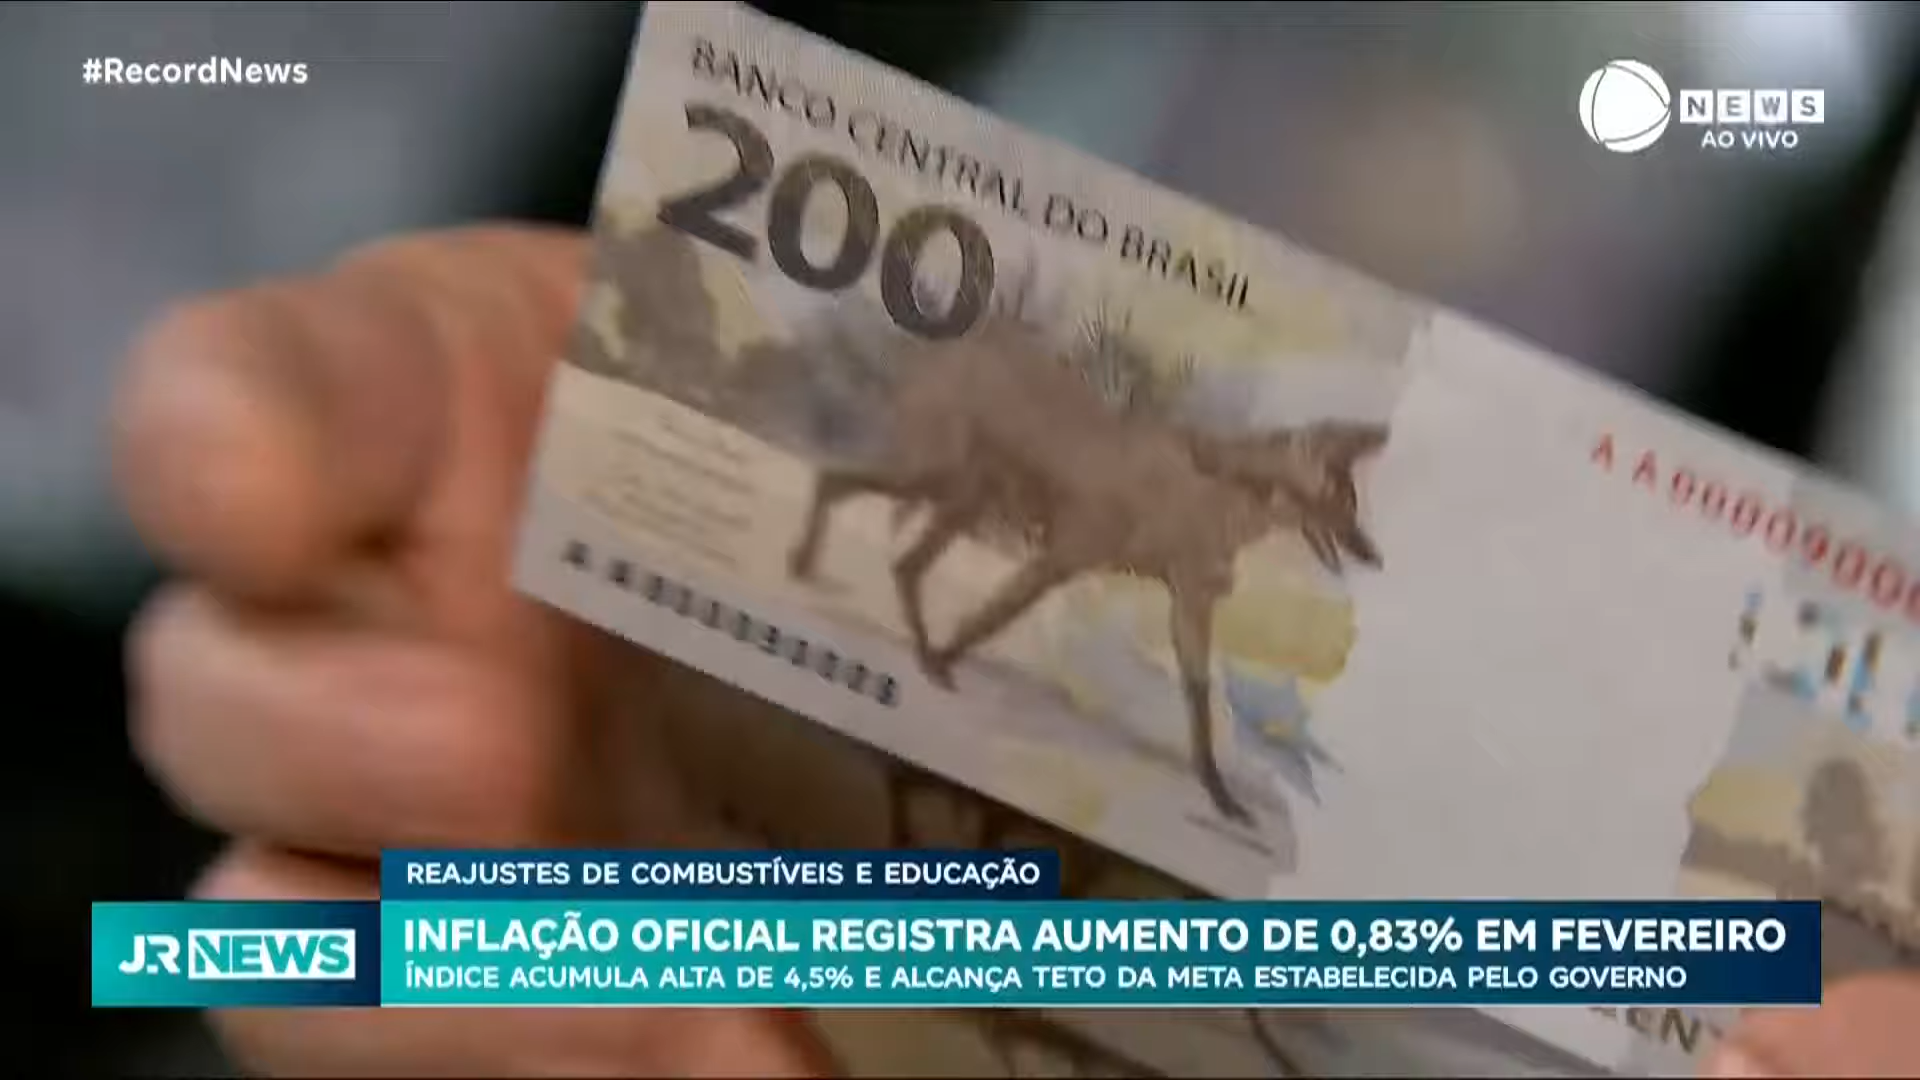 #RecordNews
NEWS
AO VIVO
BANCO CENTRAL DO BRASIL
200
REAJUSTES DE COMBUSTÍVEIS E EDUCAÇÃO
JR NEWS
INFLAÇÃO OFICIAL REGISTRA AUMENTO DE 0,83% EM FEVEREIRO
ÍNDICE ACUMULA ALTA DE 4,5% E ALCANÇA TETO DA META ESTABELECIDA PELO GOVERNO